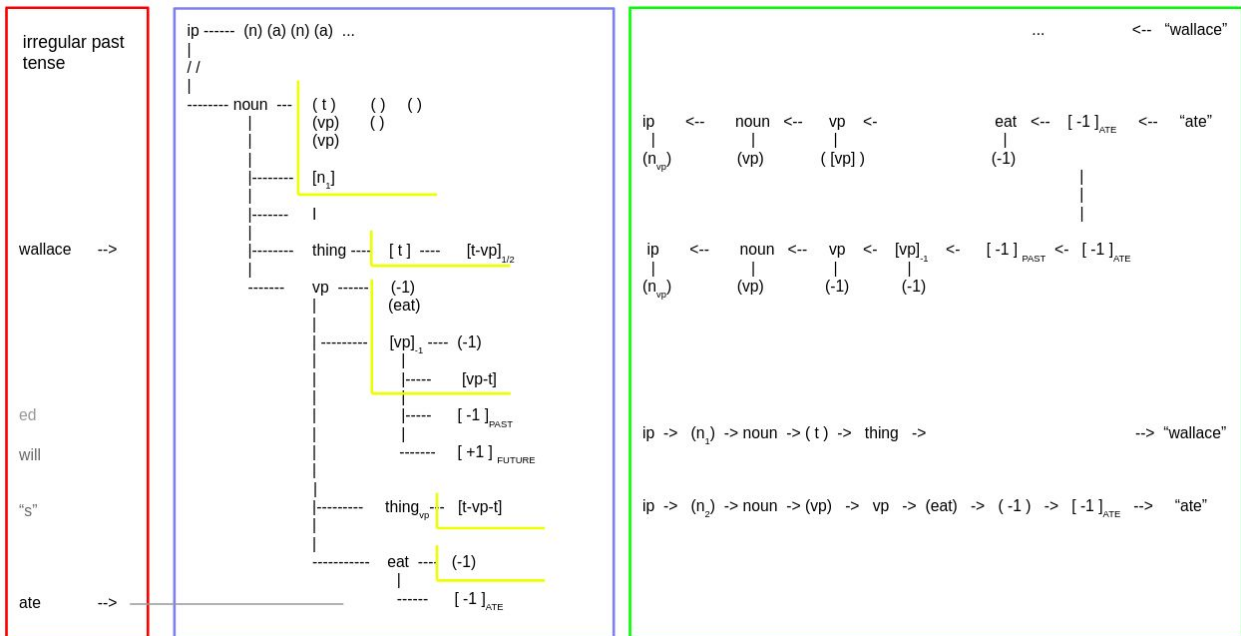 irregular past
tense
wallace -->
ed
will
“s”
ate -->
ip ------ (n) (a) (n) (a) ...
|
/ /
|
-------- noun --- ( t ) ( ) ( )
(vp) ( )
(vp)
|-------- [n1]
|------- I
|-------- thing ---- [ t ] ---- [t-vp]1/2
------- vp ------ (-1)
(eat)
|--------- [vp]-1 ---- (-1)
|----- [vp-t]
|----- [ -1 ]PAST
------- [ +1 ] FUTURE
|--------- thingvp -- [t-vp-t]
----------- eat ---- (-1)
|
------ [ -1 ]ATE
... <-- “wallace”
ip <-- noun <-- vp <- eat <-- [ -1 ]ATE <-- “ate”
| | | |
(nvp) (vp) ( [vp] ) (-1)
|
|
|
ip <-- noun <-- vp <- [vp]-1 <- [ -1 ] PAST <- [ -1 ]ATE
| | | |
(nvp) (vp) (-1) (-1)
ip -> (n1) -> noun -> ( t ) -> thing -> --> “wallace”
ip -> (n2) -> noun -> (vp) -> vp -> (eat) -> ( -1 ) -> [ -1 ]ATE --> “ate”